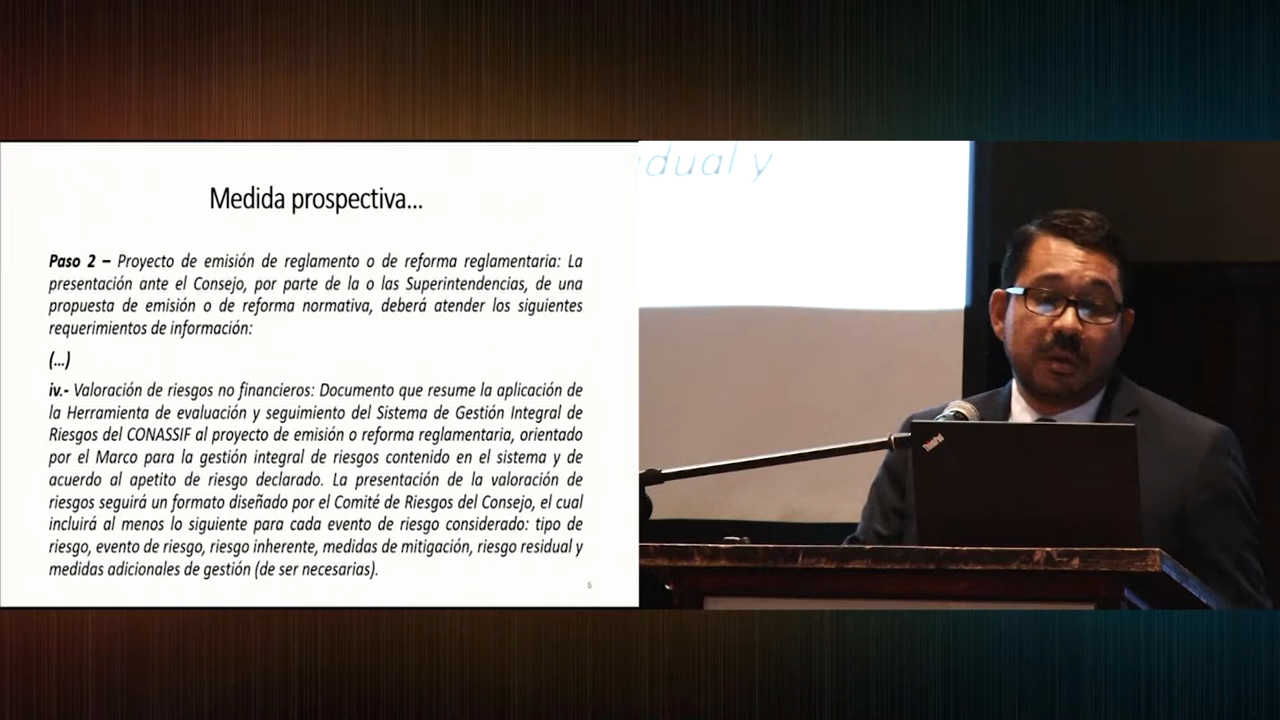 Medida prospectiva...
Paso 2 – Proyecto de emisión de reglamento o de reforma reglamentaria: La
presentación ante el Consejo, por parte de la o las Superintendencias, de una
propuesta de emisión o de reforma normativa, deberá atender los siguientes
requerimientos de información:
(...)
iv.- Valoración de riesgos no financieros: Documento que resume la aplicación de
la Herramienta de evaluación y seguimiento del Sistema de Gestión Integral de
Riesgos del CONASSIF al proyecto de emisión o reforma reglamentaria, orientado
por el Marco para la gestión integral de riesgos contenido en el sistema y de
acuerdo al apetito de riesgo declarado. La presentación de la valoración de
riesgos seguirá un formato diseñado por el Comité de Riesgos del Consejo, el cual
incluirá al menos lo siguiente para cada evento de riesgo considerado: tipo de
riesgo, evento de riesgo, riesgo inherente, medidas de mitigación, riesgo residual y
medidas adicionales de gestión (de ser necesarias).
6
dual y
ThinkPad